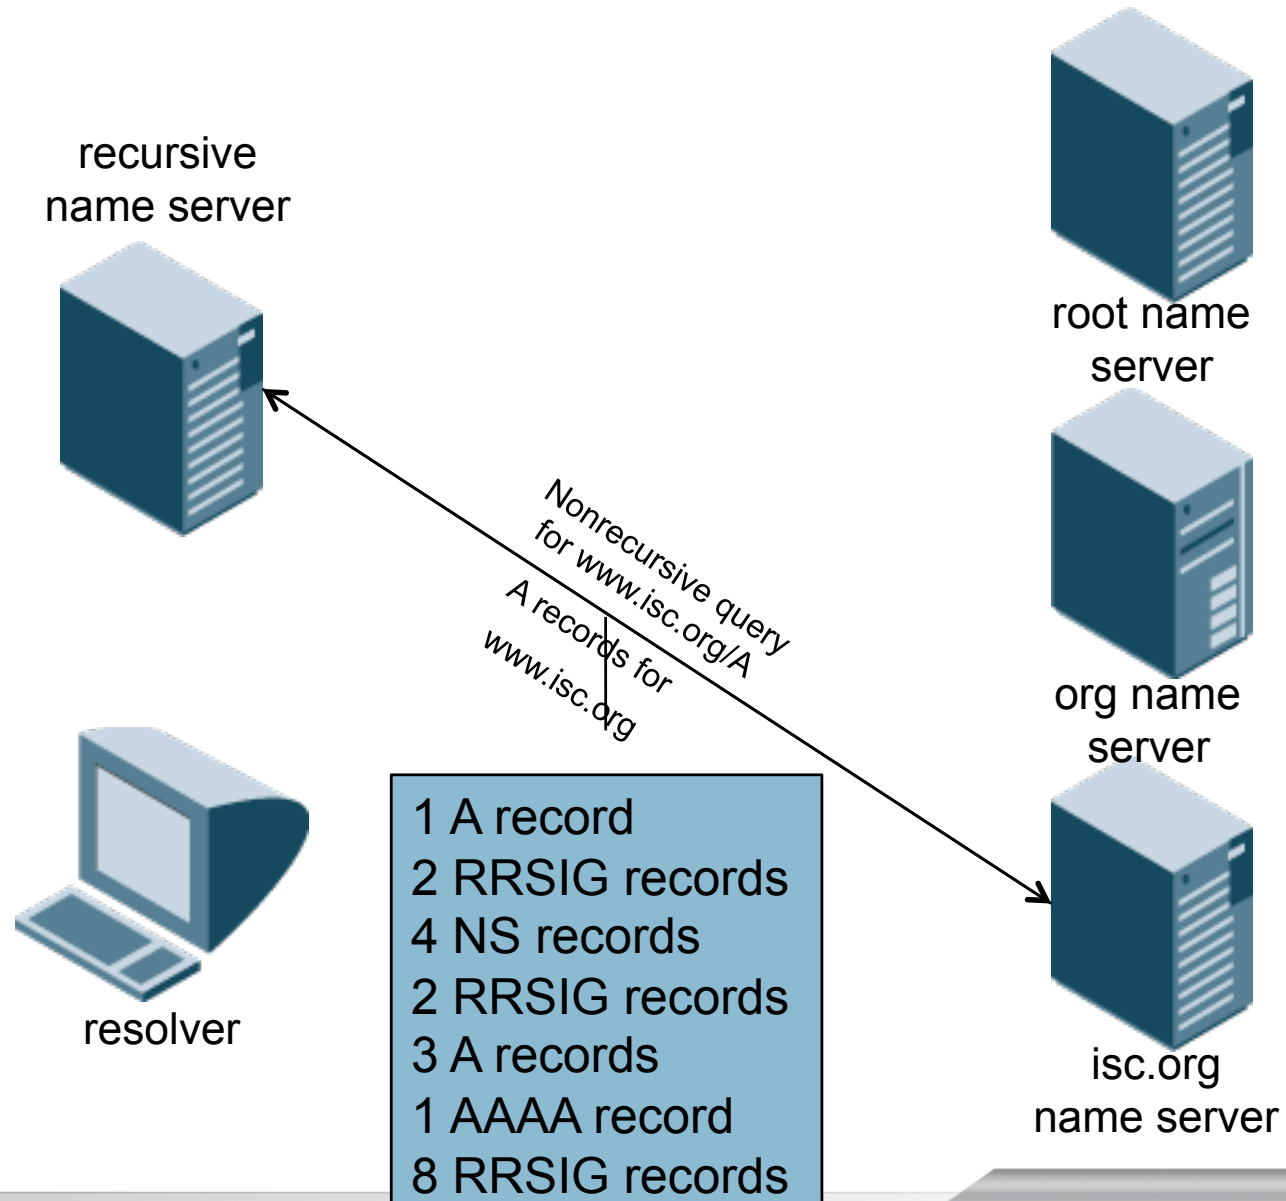 recursive
name server
root name
server
Nonrecursive query
for www.isc.org/A
A records for
www.isc.org
org name
server
1 A record
2 RRSIG records
4 NS records
2 RRSIG records
3 A records
1 AAAA record
8 RRSIG records
resolver
isc.org
name server